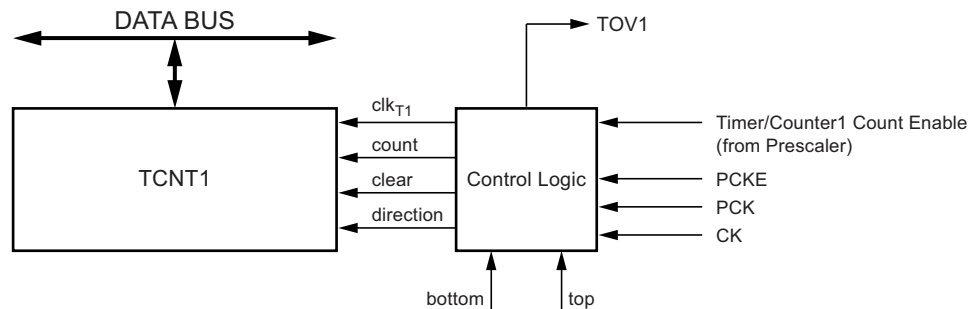 DATA BUS
TOV1
clkT1
Timer/Counter1 Count Enable
(from Prescaler)
count
TCNT1
Control Logic
PCKE
clear
PCK
direction
CK
bottom
top